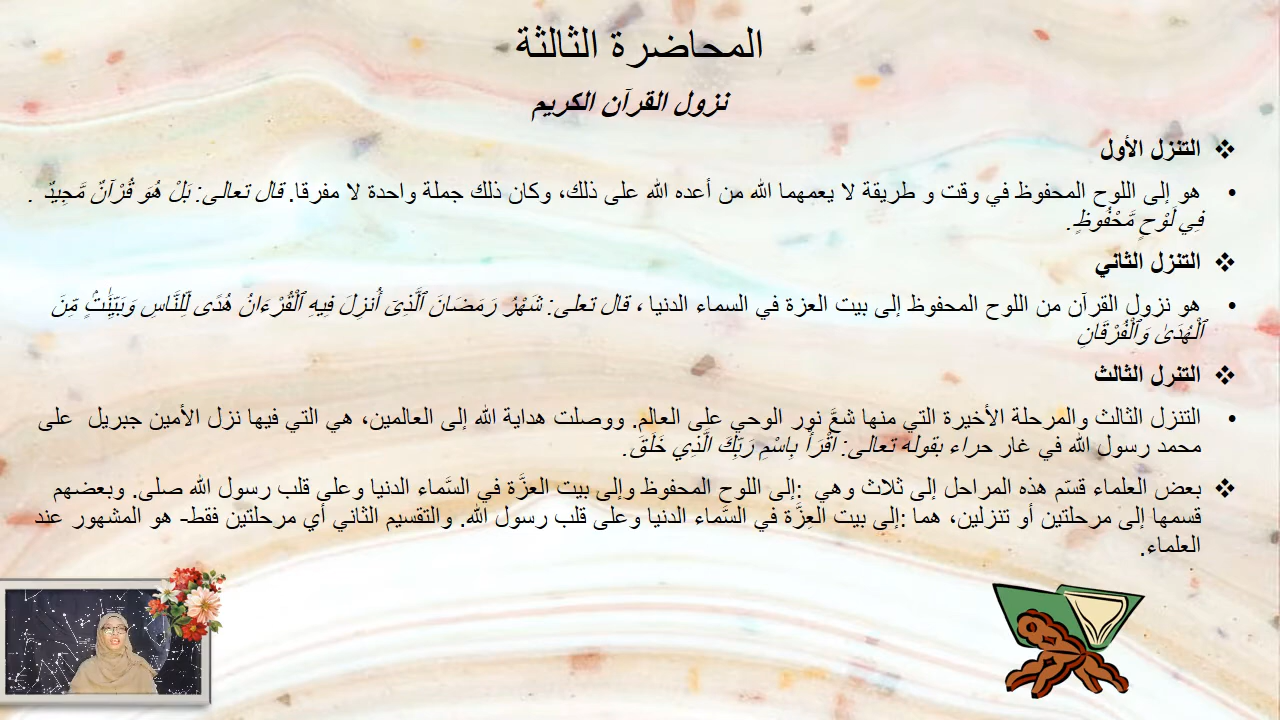 المحاضرة الثالثة
نزول القرآن الكريم
❖ التنزل الأول
• هو إلى اللوح المحفوظ في وقت و طريقة لا يعمهما الله من أعده الله على ذلك، وكان ذلك جملة واحدة لا مفرقا. قال تعالى: بَلْ هُوَ قُرْآنٌ مَّجِيدٌ .
فِي لَوْحٍ مَّحْفُوظٍ.
❖ التنزل الثاني
• هو نزول القرآن من اللوح المحفوظ إلى بيت العزة في السماء الدنيا ، قال تعلى: شَهْرُ رَمَضَانَ ٱلَّذِىٓ أُنزِلَ فِيهِ ٱلْقُرْءَانُ هُدًى لِّلنَّاسِ وَبَيِّنَٰتٍۢ مِّنَ
ٱلْهُدَىٰ وَٱلْفُرْقَانِ
❖ التنرل الثالث
• التنزل الثالث والمرحلة الأخيرة التي منها شعَّ نور الوحي على العالم. ووصلت هداية الله إلى العالمين، هي التي فيها نزل الأمين جبريل على
محمد رسول الله في غار حراء بقوله تعالى: اقْرَأْ بِاسْمِ رَبِّكَ الَّذِي خَلَقَ.
❖ بعض العلماء قسّم هذه المراحل إلى ثلاث وهي :إلى اللوح المحفوظ وإلى بيت العزَّة في السَّماء الدنيا وعلى قلب رسول الله صلى. وبعضهم
قسمها إلى مرحلتين أو تنزلين، هما :إلى بيت العِزَّة في السَّماء الدنيا وعلى قلب رسول الله. والتقسيم الثاني أي مرحلتين فقط- هو المشهور عند
العلماء.